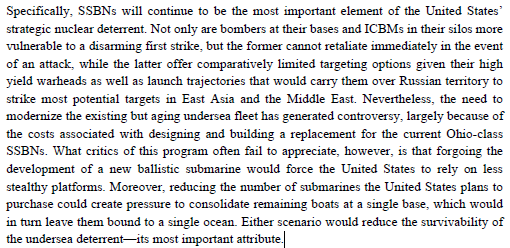 Specifically, SSBNs will continue to be the most important element of the United States’
strategic nuclear deterrent. Not only are bombers at their bases and ICBMs in their silos more
vulnerable to a disarming first strike, but the former cannot retaliate immediately in the event
of an attack, while the latter offer comparatively limited targeting options given their high
yield warheads as well as launch trajectories that would carry them over Russian territory to
strike most potential targets in East Asia and the Middle East. Nevertheless, the need to
modernize the existing but aging undersea fleet has generated controversy, largely because of
the costs associated with designing and building a replacement for the current Ohio-class
SSBNs. What critics of this program often fail to appreciate, however, is that forgoing the
development of a new ballistic submarine would force the United States to rely on less
stealthy platforms. Moreover, reducing the number of submarines the United States plans to
purchase could create pressure to consolidate remaining boats at a single base, which would
in turn leave them bound to a single ocean. Either scenario would reduce the survivability of
the undersea deterrent—its most important attribute.